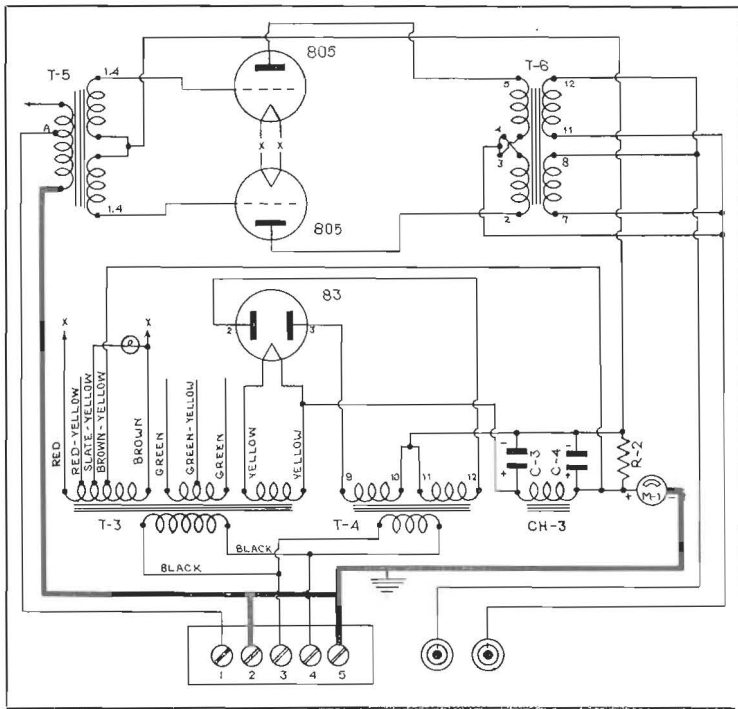 805
T-5
T-6
1.4
5
12
A
X X
4
11
3
8
1.4
2
7
805
83
2
3
X
X
RED
RED-YELLOW
SLATE-YELLOW
BROWN-YELLOW
BROWN
GREEN
GREEN-YELLOW
GREEN
YELLOW
YELLOW
9
10
11
12
-
+
C-3
-
+
C-4
R-2
+
M-1
-
T-3
T-4
CH-3
BLACK
BLACK
1
2
3
4
5